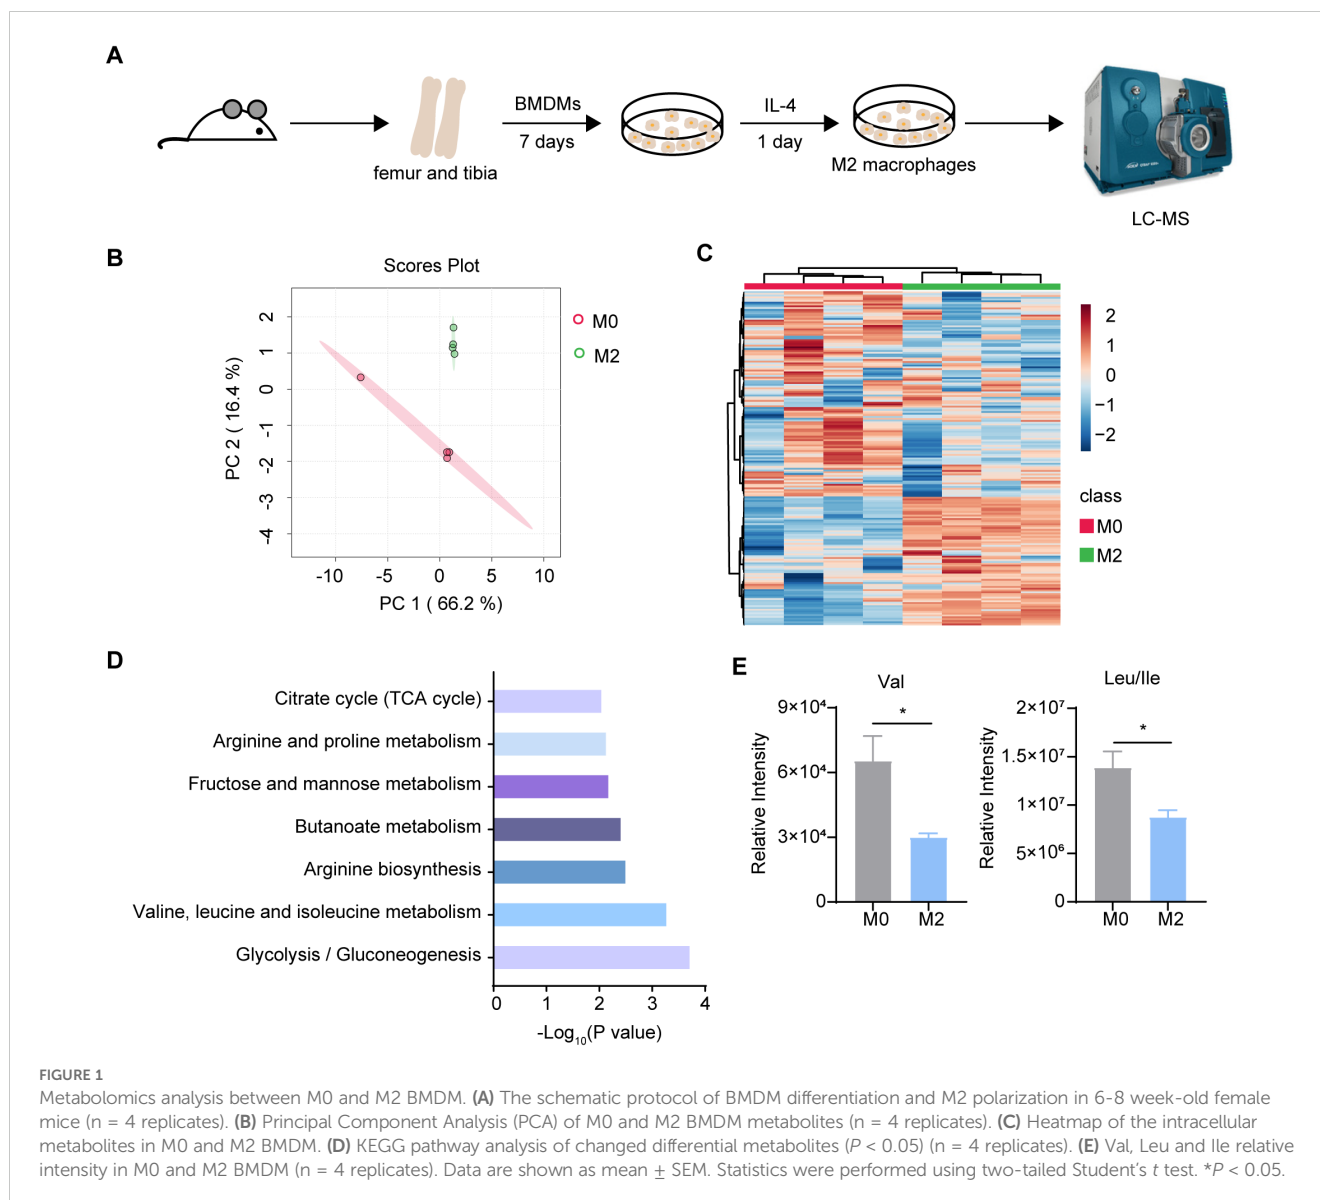 A
BMDMs
7 days
IL-4
1 day
femur and tibia
M2 macrophages
LC-MS
B
Scores Plot
M0
M2
PC 2 ( 16.4 %)
2
1
0
-1
-2
-3
-4
-10 -5 0 5 10
PC 1 ( 66.2 %)
C
2
1
0
−1
−2
class
M0
M2
D
Citrate cycle (TCA cycle)
Arginine and proline metabolism
Fructose and mannose metabolism
Butanoate metabolism
Arginine biosynthesis
Valine, leucine and isoleucine metabolism
Glycolysis / Gluconeogenesis
0 1 2 3 4
-Log₁₀(P value)
E
Val
Relative Intensity
9×10⁴
6×10⁴
3×10⁴
0
*
M0 M2
Leu/Ile
Relative Intensity
2×10⁷
1.5×10⁷
1×10⁷
5×10⁶
0
*
M0 M2
FIGURE 1
Metabolomics analysis between M0 and M2 BMDM. (A) The schematic protocol of BMDM differentiation and M2 polarization in 6-8 week-old female
mice (n = 4 replicates). (B) Principal Component Analysis (PCA) of M0 and M2 BMDM metabolites (n = 4 replicates). (C) Heatmap of the intracellular
metabolites in M0 and M2 BMDM. (D) KEGG pathway analysis of changed differential metabolites (P < 0.05) (n = 4 replicates). (E) Val, Leu and Ile relative
intensity in M0 and M2 BMDM (n = 4 replicates). Data are shown as mean ± SEM. Statistics were performed using two-tailed Student’s t test. *P < 0.05.